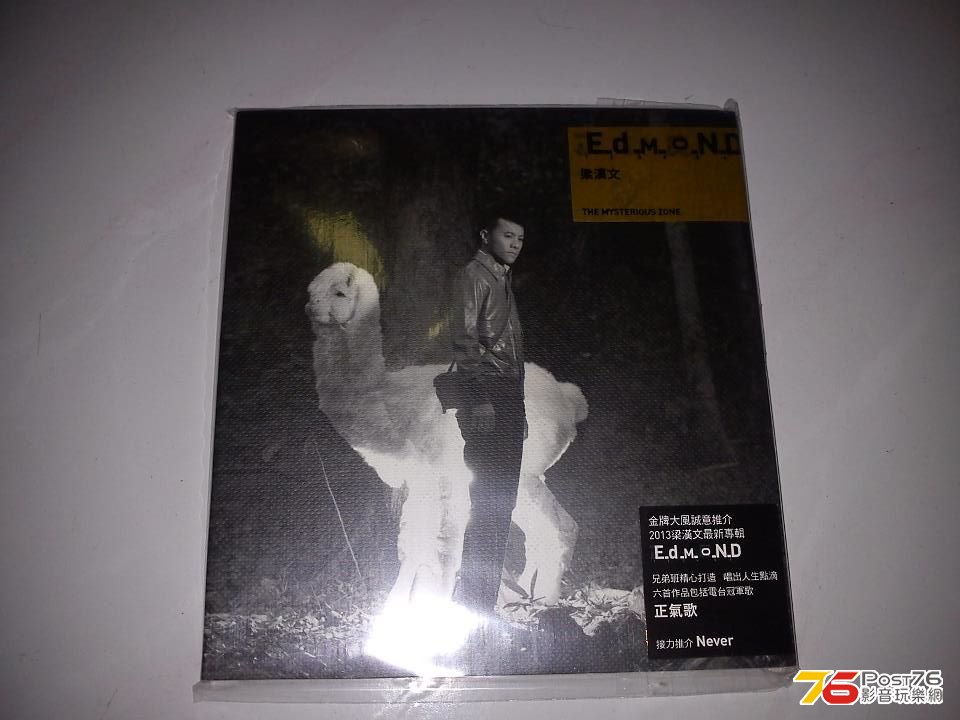 EdMoND
梁漢文
THE MYSTERIOUS ZONE
金牌大風誠意推介
2013梁漢文最新專輯
EdMoND
兄弟班精心打造 唱出人生點滴
六首作品包括電台冠軍歌
正氣歌
接力推介 Never
76 Post76
影音玩樂網